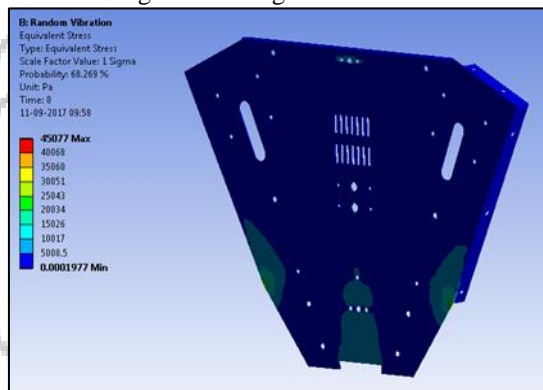 B: Random Vibration
Equivalent Stress
Type: Equivalent Stress
Scale Factor Value: 1 Sigma
Probability: 68.269 %
Unit: Pa
Time: 0
11-09-2017 09:58
45077 Max
40068
35060
30051
25043
20034
15026
10017
5008.5
0.0001977 Min